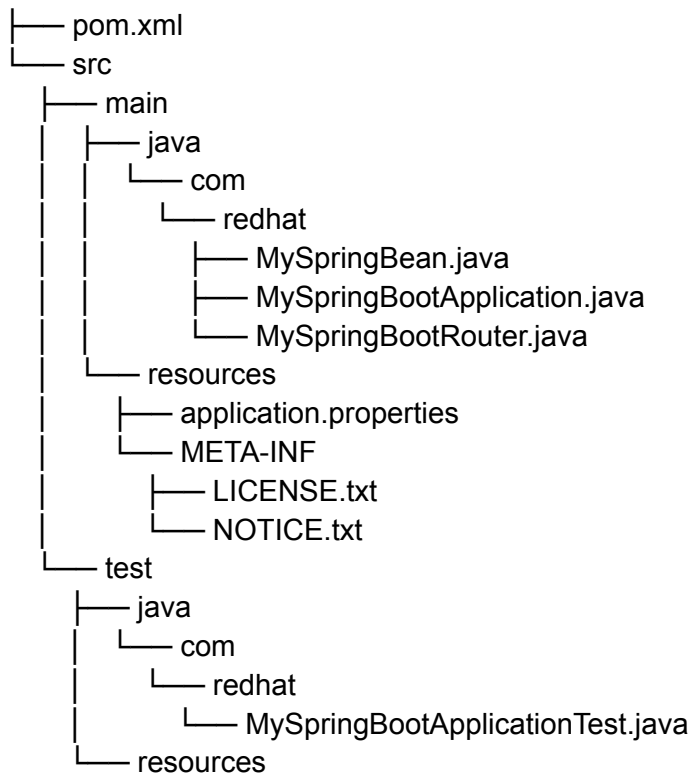 pom.xml
src
main
java
com
redhat
MySpringBean.java
MySpringBootApplication.java
MySpringBootRouter.java
resources
application.properties
META-INF
LICENSE.txt
NOTICE.txt
test
java
com
redhat
MySpringBootApplicationTest.java
resources